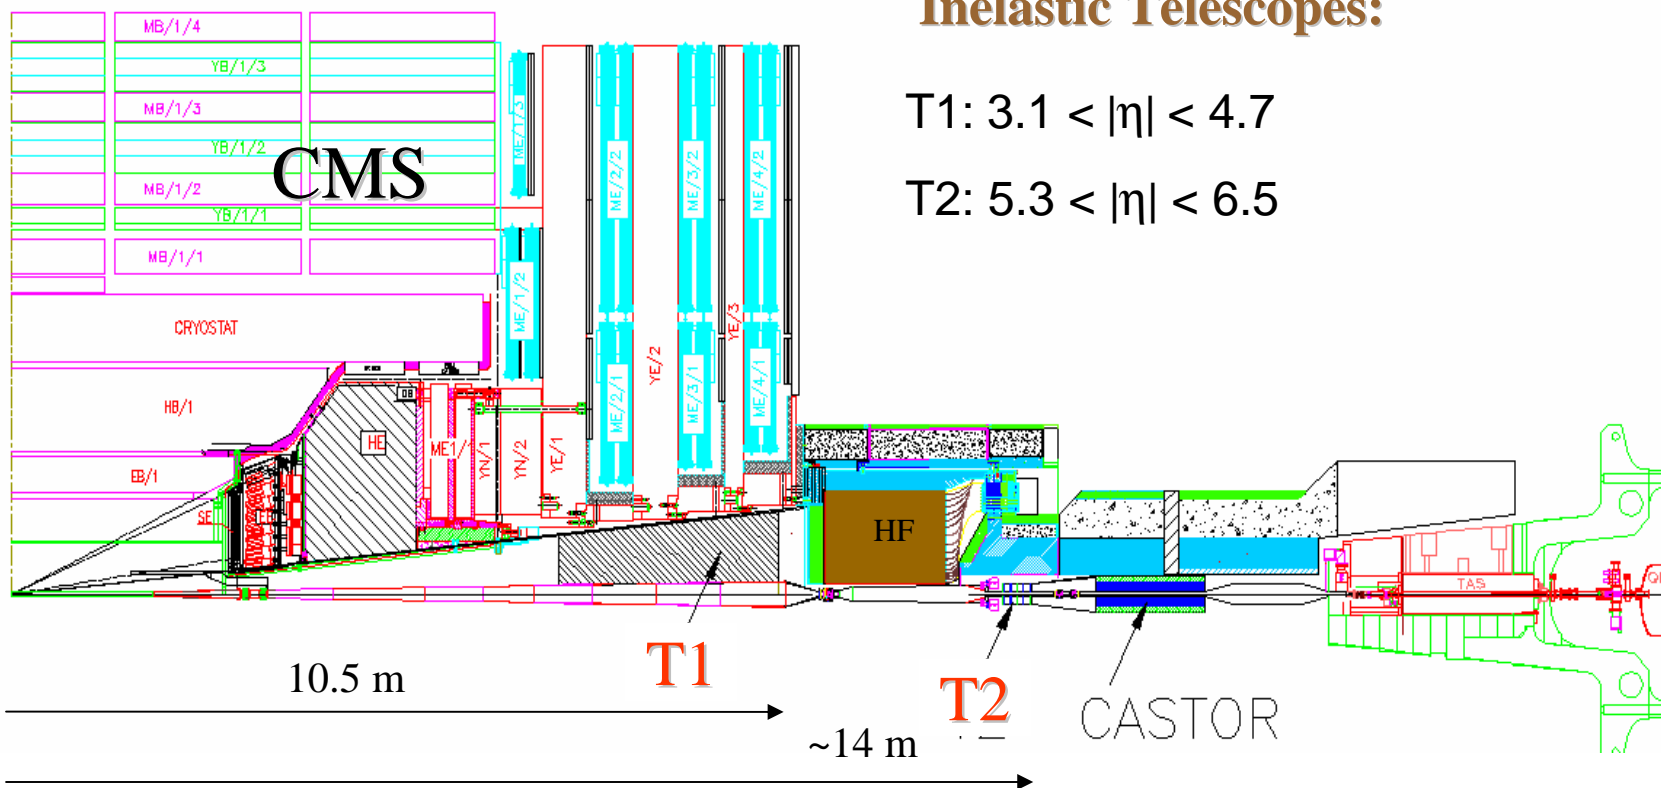 Inelastic Telescopes:
T1: 3.1 < |η| < 4.7
T2: 5.3 < |η| < 6.5
CMS
MB/1/4
YB/1/3
MB/1/3
YB/1/2
MB/1/2
YB/1/1
MB/1/1
CRYOSTAT
HB/1
EB/1
SE
HE
ME1/
YN/1
YN/2
YE/1
ME/1/3
ME/1/2
ME/2/2
ME/2/1
YE/2
ME/3/2
ME/3/1
YE/3
ME/4/2
ME/4/1
HF
TAS
T1
T2
CASTOR
10.5 m
~14 m